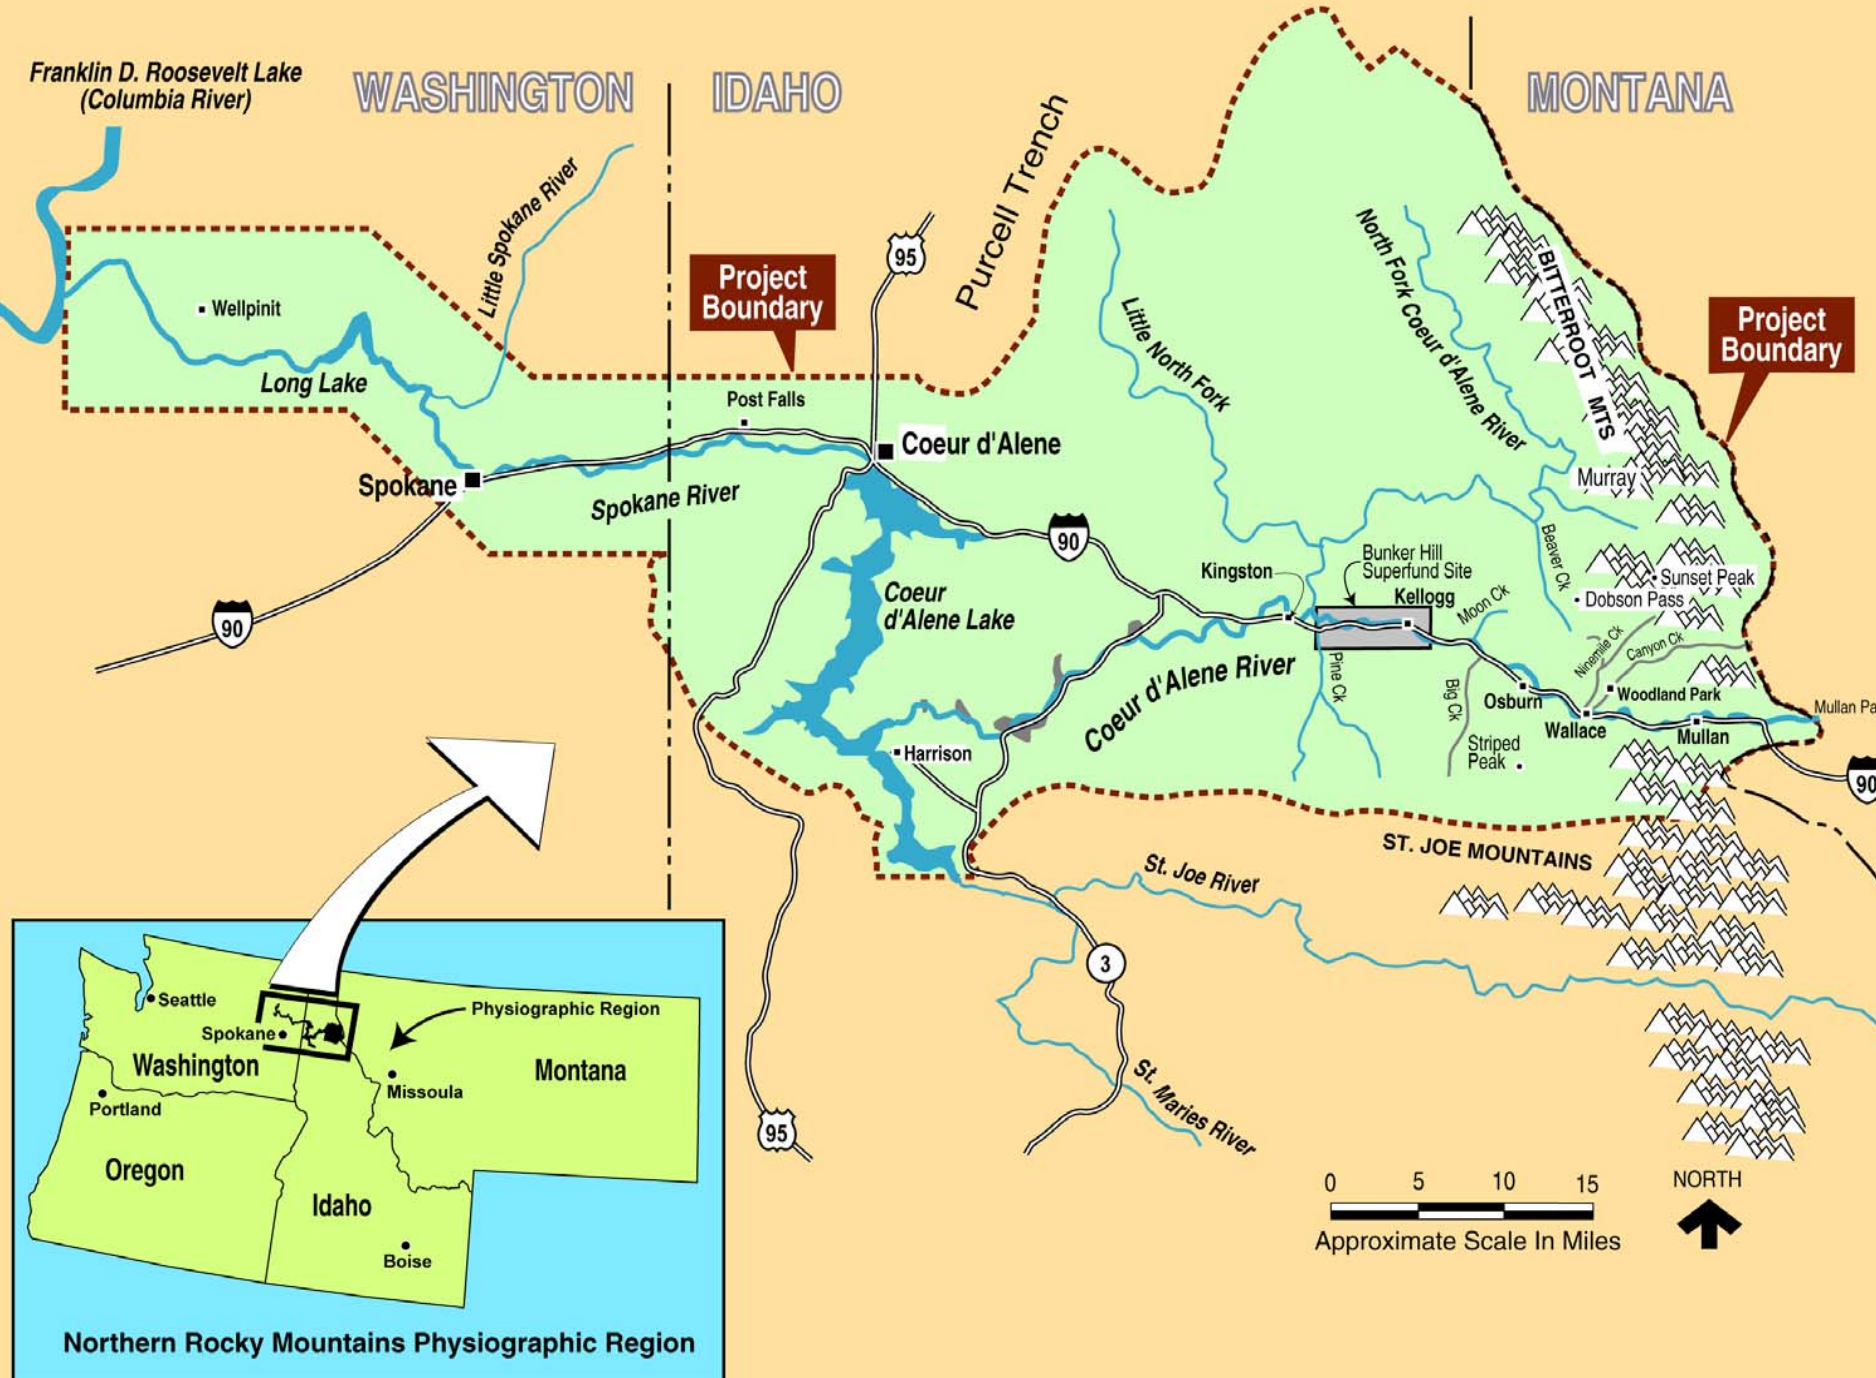 Franklin D. Roosevelt Lake
(Columbia River)
WASHINGTON
IDAHO
MONTANA
Purcell Trench
Little Spokane River
95
Project
Boundary
Wellpinit
Long Lake
Little North Fork
North Fork Coeur d'Alene River
BITTERROOT MTS
Project
Boundary
Post Falls
Coeur d'Alene
Spokane
Spokane River
Murray
90
90
Beaver Ck
Kingston
Bunker Hill
Superfund Site
Kellogg
Moon Ck
Sunset Peak
Dobson Pass
Coeur
d'Alene Lake
Coeur d'Alene River
Pine Ck
Big Ck
Ninemile Ck
Canyon Ck
Osburn
Woodland Park
Wallace
Mullan
Mullan Pa
Striped
Peak
90
Harrison
ST. JOE MOUNTAINS
St. Joe River
3
St. Maries River
95
Seattle
Spokane
Washington
Physiographic Region
Montana
Missoula
Portland
Oregon
Idaho
Boise
Northern Rocky Mountains Physiographic Region
0 5 10 15
Approximate Scale In Miles
NORTH